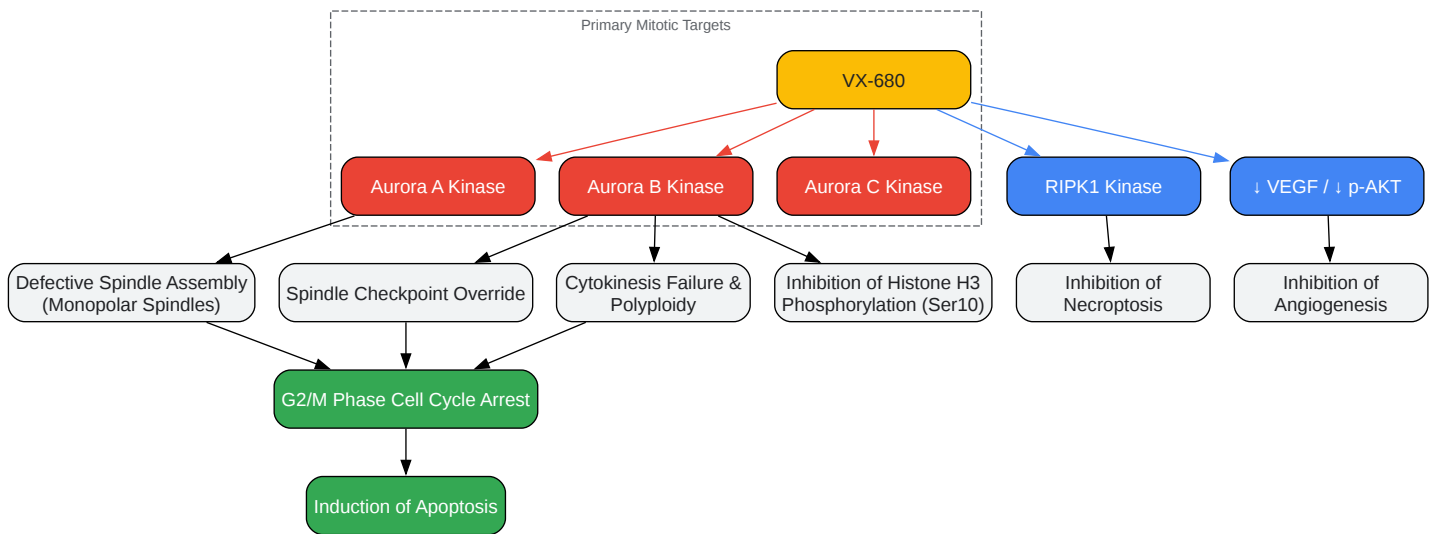 Primary Mitotic Targets
VX-680
Aurora A Kinase
Aurora B Kinase
Aurora C Kinase
RIPK1 Kinase
↓ VEGF / ↓ p-AKT
Defective Spindle Assembly
(Monopolar Spindles)
Spindle Checkpoint Override
Cytokinesis Failure &
Polyploidy
Inhibition of Histone H3
Phosphorylation (Ser10)
Inhibition of
Necroptosis
Inhibition of
Angiogenesis
G2/M Phase Cell Cycle Arrest
Induction of Apoptosis